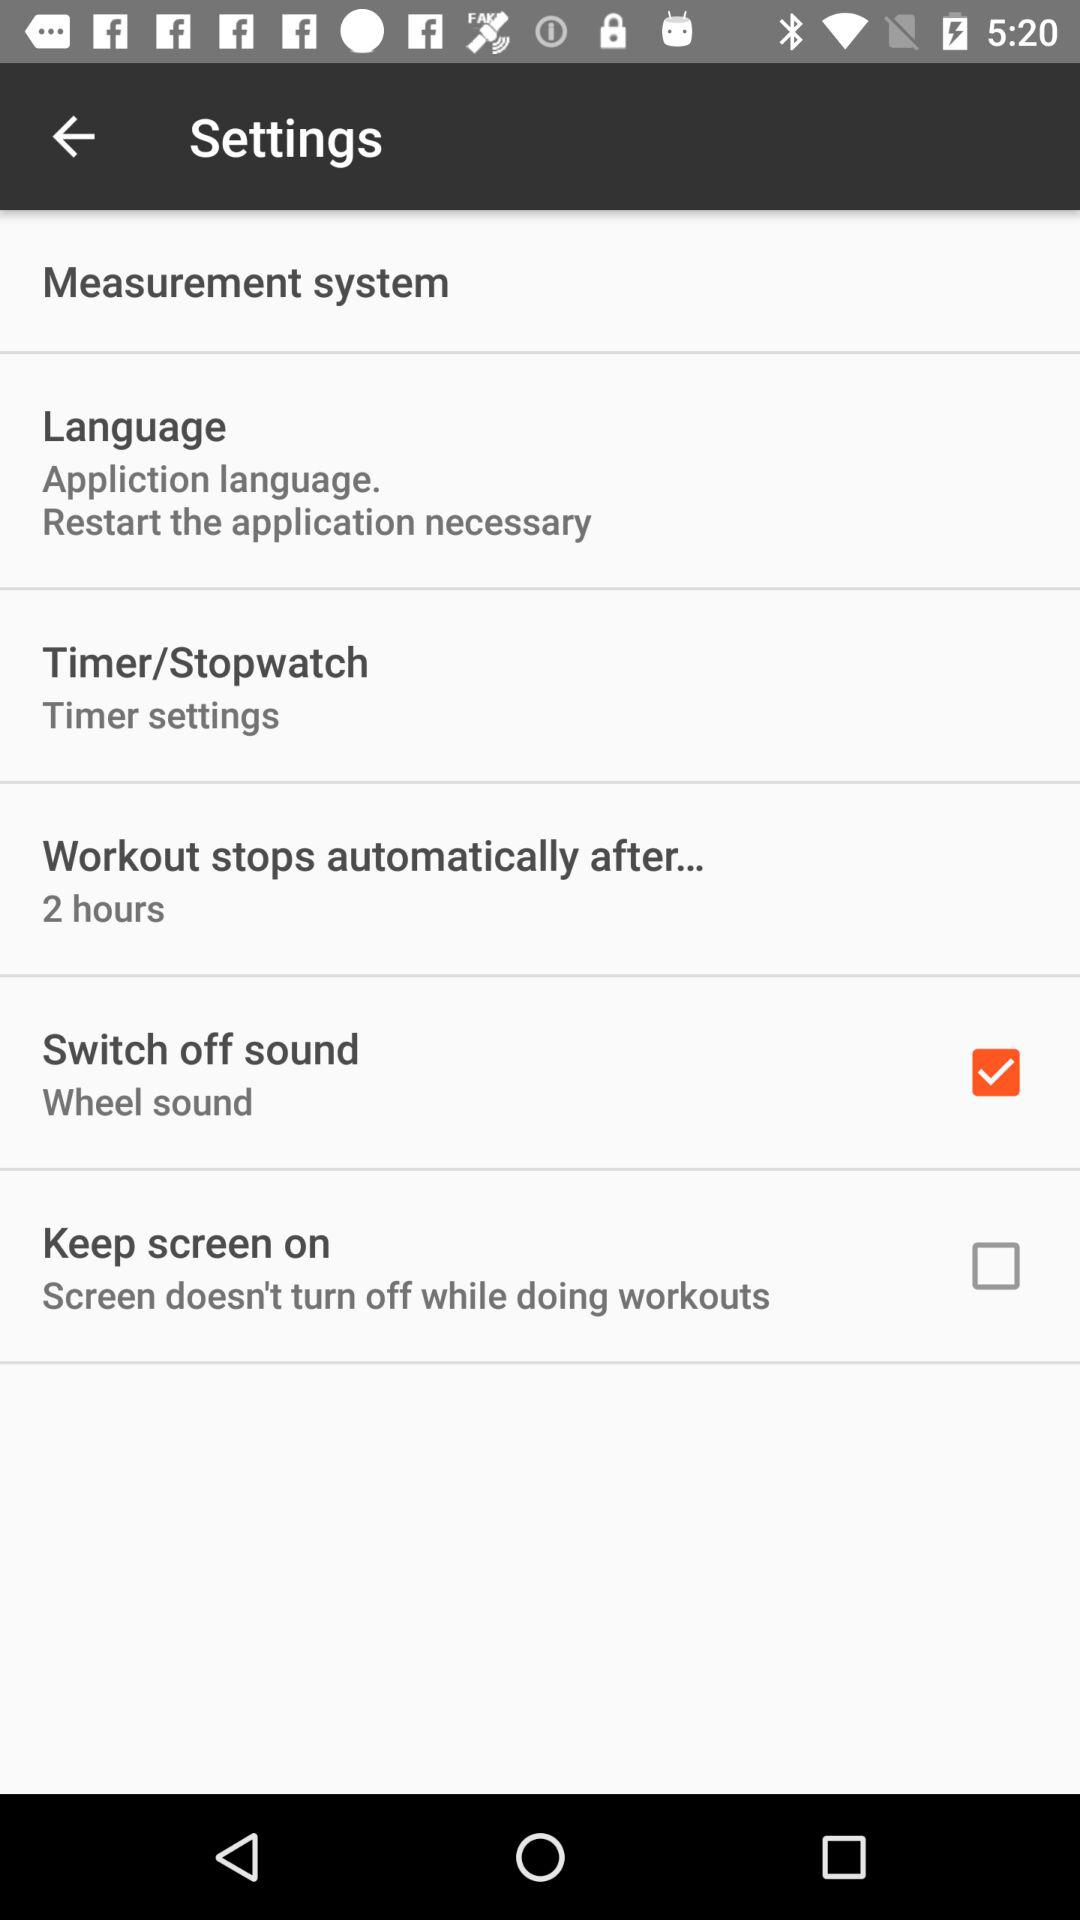 FAKE
5:20
Settings
Measurement system
Language
Appliction language.
Restart the application necessary
Timer/Stopwatch
Timer settings
Workout stops automatically after...
2 hours
Switch off sound
Wheel sound
Keep screen on
Screen doesn't turn off while doing workouts